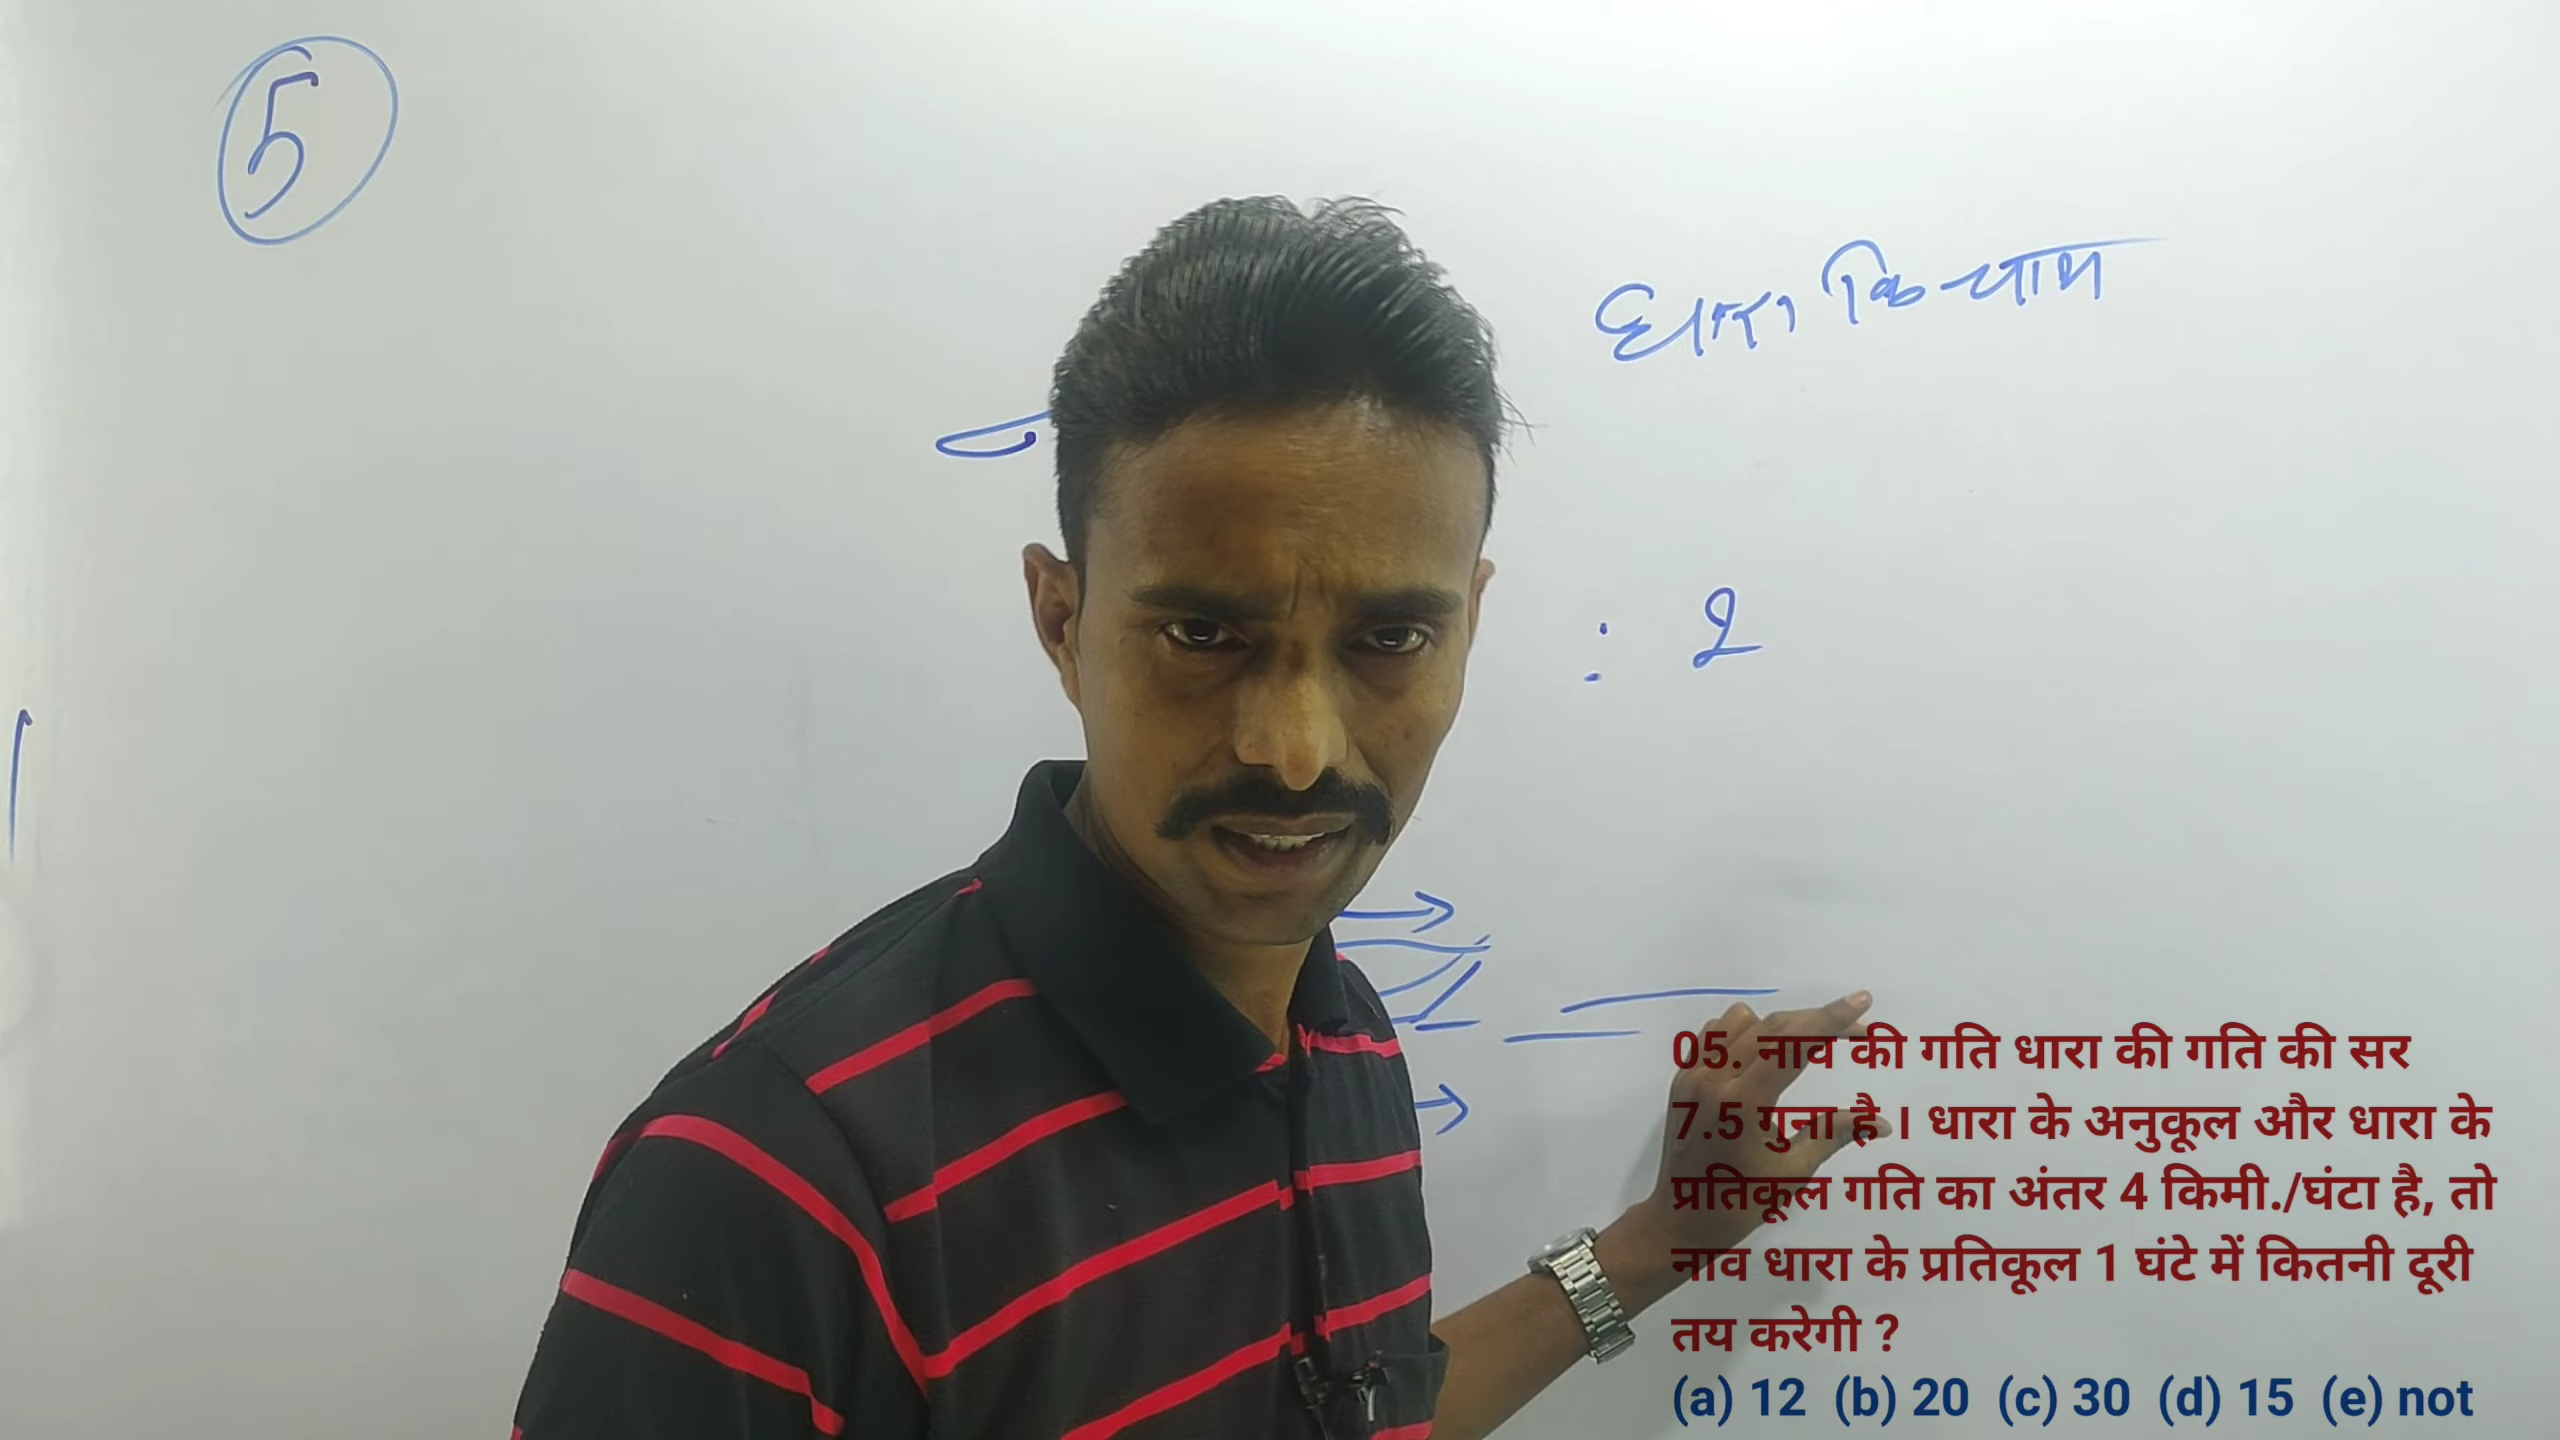 5
धारा कि चाल
: 2
05. नाव की गति धारा की गति की सर
7.5 गुना है । धारा के अनुकूल और धारा के
प्रतिकूल गति का अंतर 4 किमी./घंटा है, तो
नाव धारा के प्रतिकूल 1 घंटे में कितनी दूरी
तय करेगी ?
(a) 12 (b) 20 (c) 30 (d) 15 (e) not